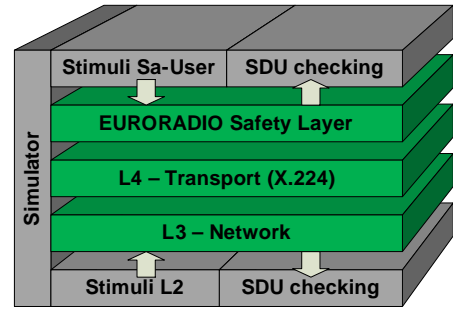 Simulator
Stimuli Sa-User
SDU checking
EURORADIO Safety Layer
L4 – Transport (X.224)
L3 – Network
Stimuli L2
SDU checking